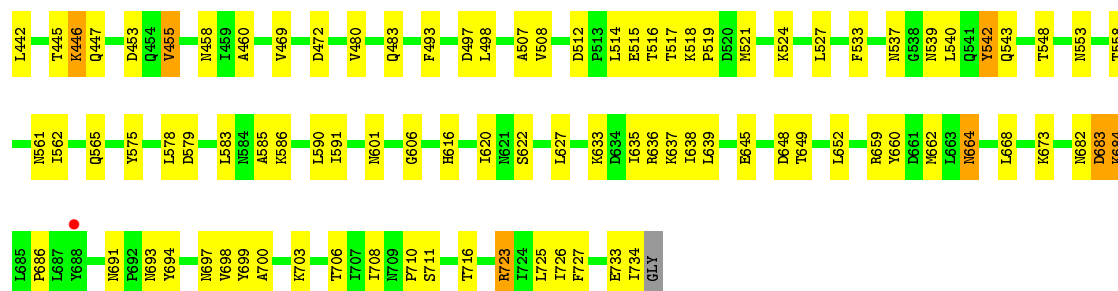 L442 T445 K446 Q447 D453 Q454 V455 N458 I459 A460 V469 D472 V480 Q483 F493 D497 L498 A507 V508 D512 P513 L514 E515 T516 T517 K518 P519 D520 M521 K524 L527 F533 N537 G538 N539 L540 Q541 Y542 Q543 T548 N553 T558
N561 I562 Q565 Y575 L578 D579 L583 N584 A585 K586 L590 I591 N601 G606 H616 I620 N621 S622 L627 K633 D634 I635 R636 K637 I638 L639 E645 D648 T649 L652 R659 Y660 D661 M662 L663 N664 L668 K673 N682 D683 K684
L685 P686 L687 Y688 N691 P692 N693 Y694 N697 V698 Y699 A700 K703 T706 I707 I708 N709 P710 S711 T716 R723 I724 L725 I726 F727 E733 I734 GLY